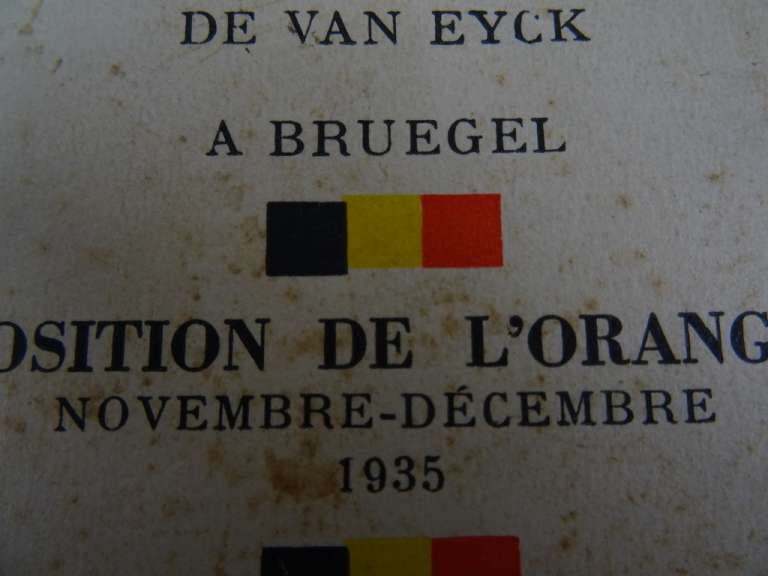 DE VAN EYCK
A BRUEGEL
OSITION DE L'ORANG
NOVEMBRE-DÉCEMBRE
1935